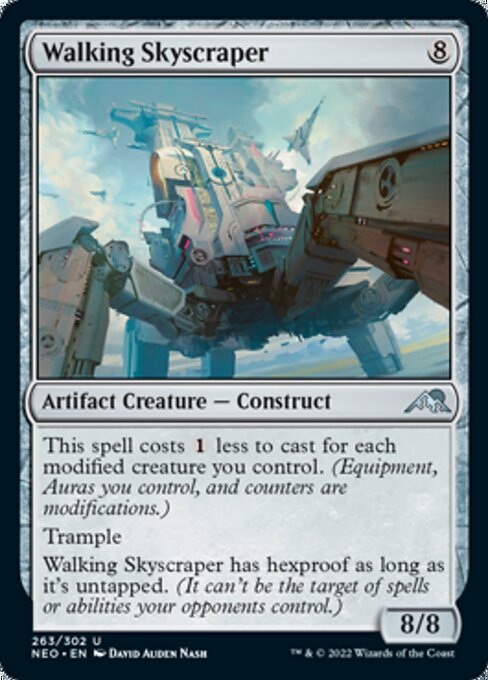 Walking Skyscraper 8
Artifact Creature — Construct
This spell costs 1 less to cast for each
modified creature you control. (Equipment,
Auras you control, and counters are
modifications.)
Trample
Walking Skyscraper has hexproof as long as
it's untapped. (It can't be the target of spells
or abilities your opponents control.)
8/8
263/302 U
NEO • EN David Auden Nash
™ & © 2022 Wizards of the Coast